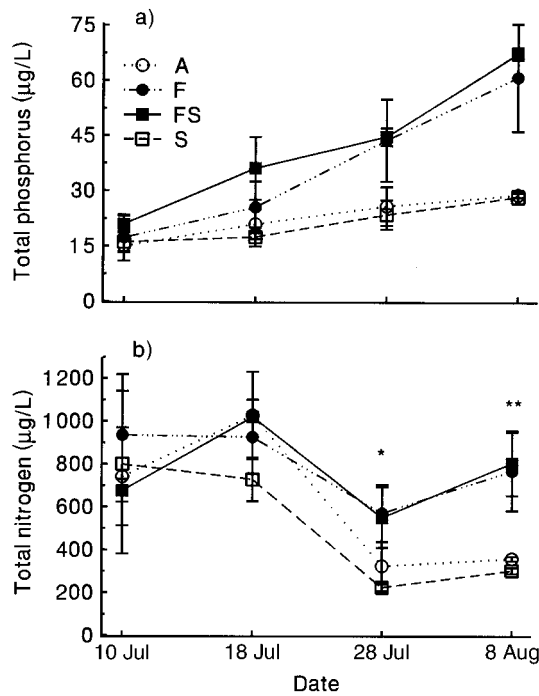 a)
Total phosphorus (µg/L)
75
60
45
30
15
0
A
F
FS
S
b)
Total nitrogen (µg/L)
1200
1000
800
600
400
200
0
*
**
10 Jul 18 Jul 28 Jul 8 Aug
Date